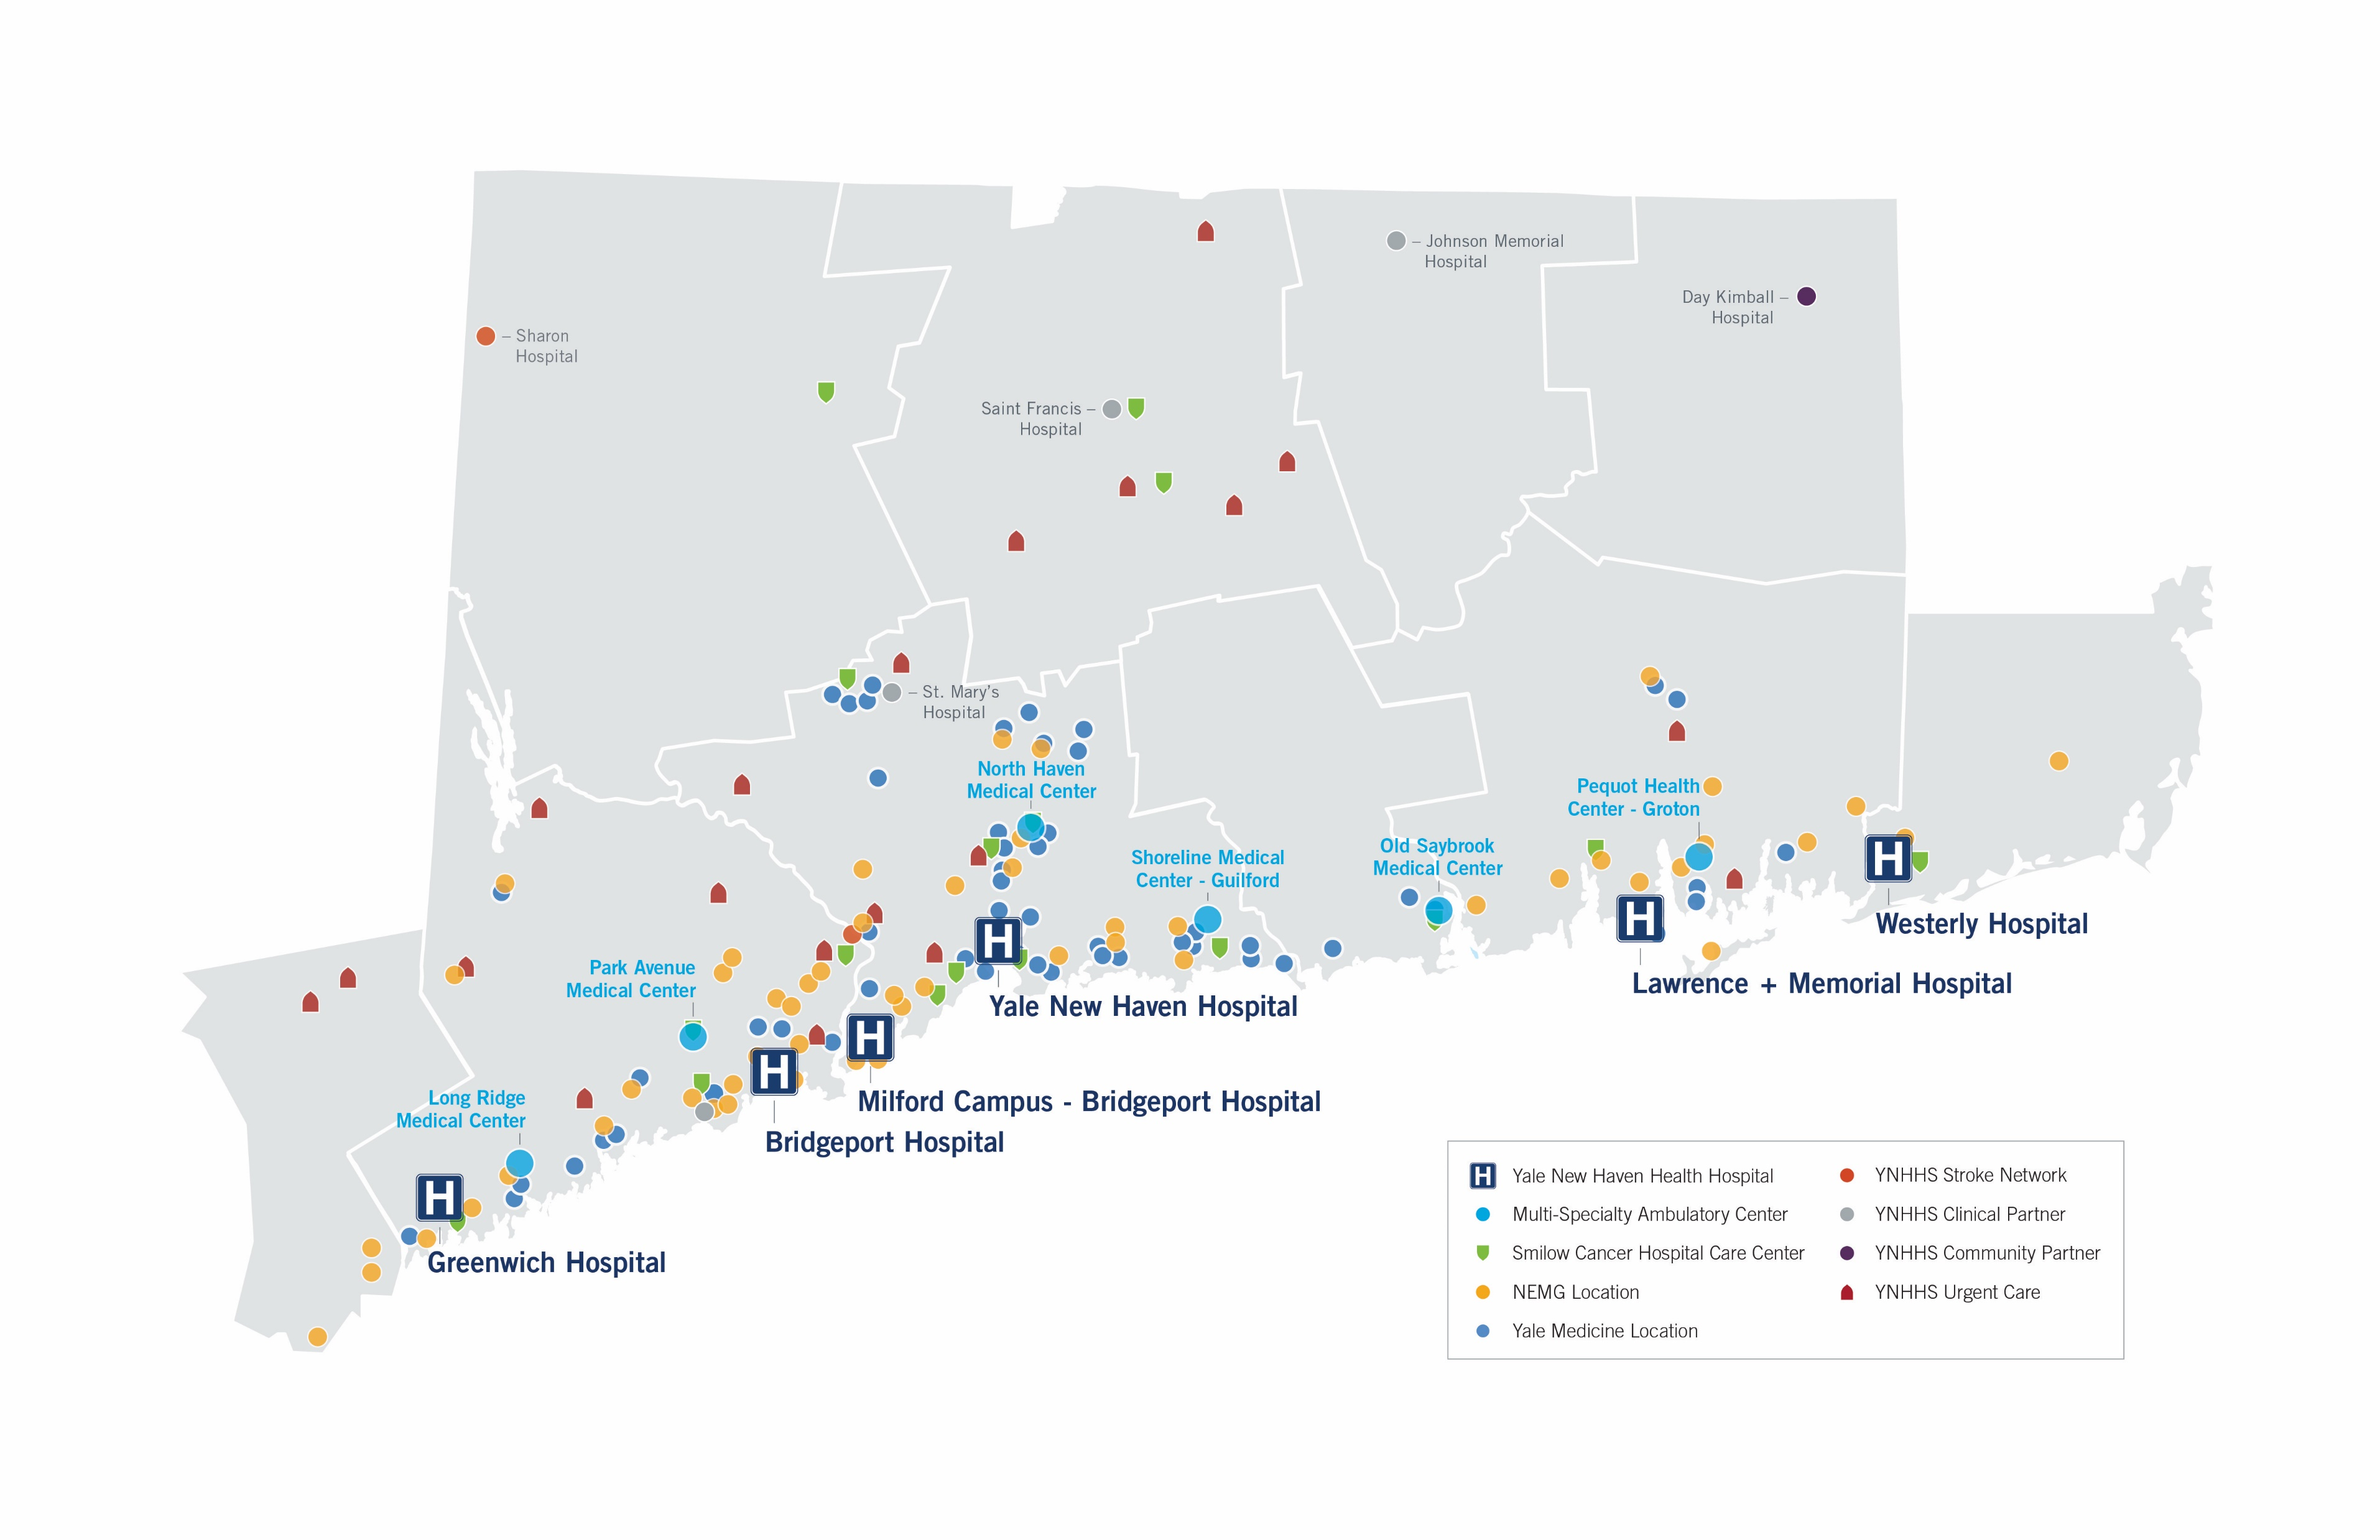 – Johnson Memorial
Hospital
Day Kimball –
Hospital
– Sharon
Hospital
Saint Francis –
Hospital
– St. Mary's
Hospital
North Haven
Medical Center
Pequot Health
Center - Groton
Shoreline Medical
Center - Guilford
Old Saybrook
Medical Center
H
Westerly Hospital
H
Lawrence + Memorial Hospital
H
Yale New Haven Hospital
Park Avenue
Medical Center
H
Milford Campus - Bridgeport Hospital
H
Bridgeport Hospital
Long Ridge
Medical Center
H
Greenwich Hospital
H Yale New Haven Health Hospital
Multi-Specialty Ambulatory Center
Smilow Cancer Hospital Care Center
NEMG Location
Yale Medicine Location
YNHHS Stroke Network
YNHHS Clinical Partner
YNHHS Community Partner
YNHHS Urgent Care